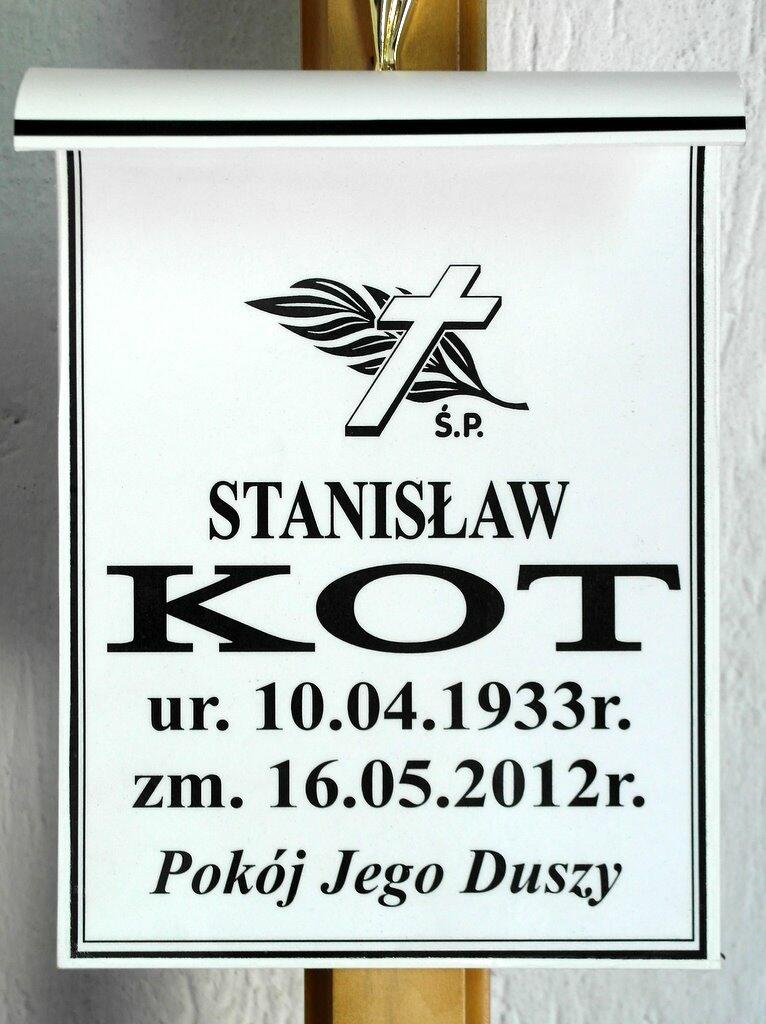 Ś.P.
STANISŁAW
KOT
ur. 10.04.1933r.
zm. 16.05.2012r.
Pokój Jego Duszy